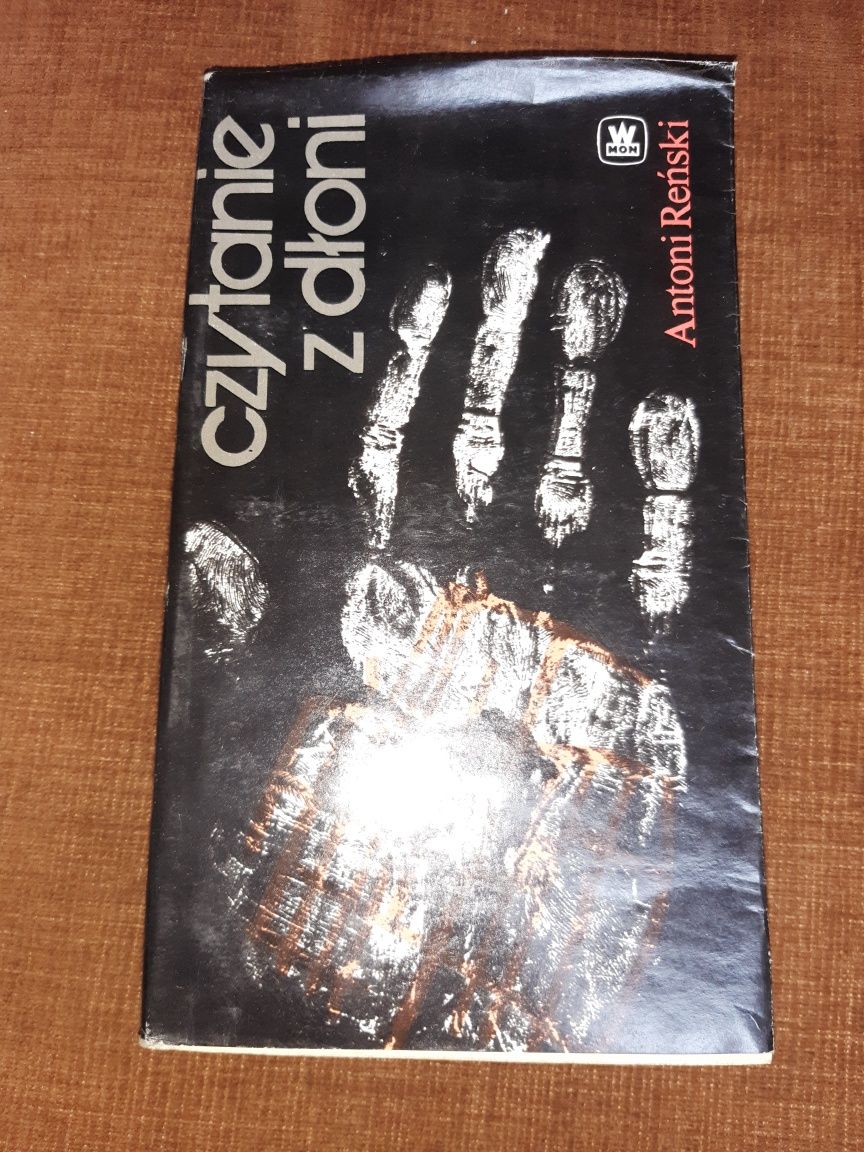 czytanie
z dłoni
W
MON
Antoni Reński